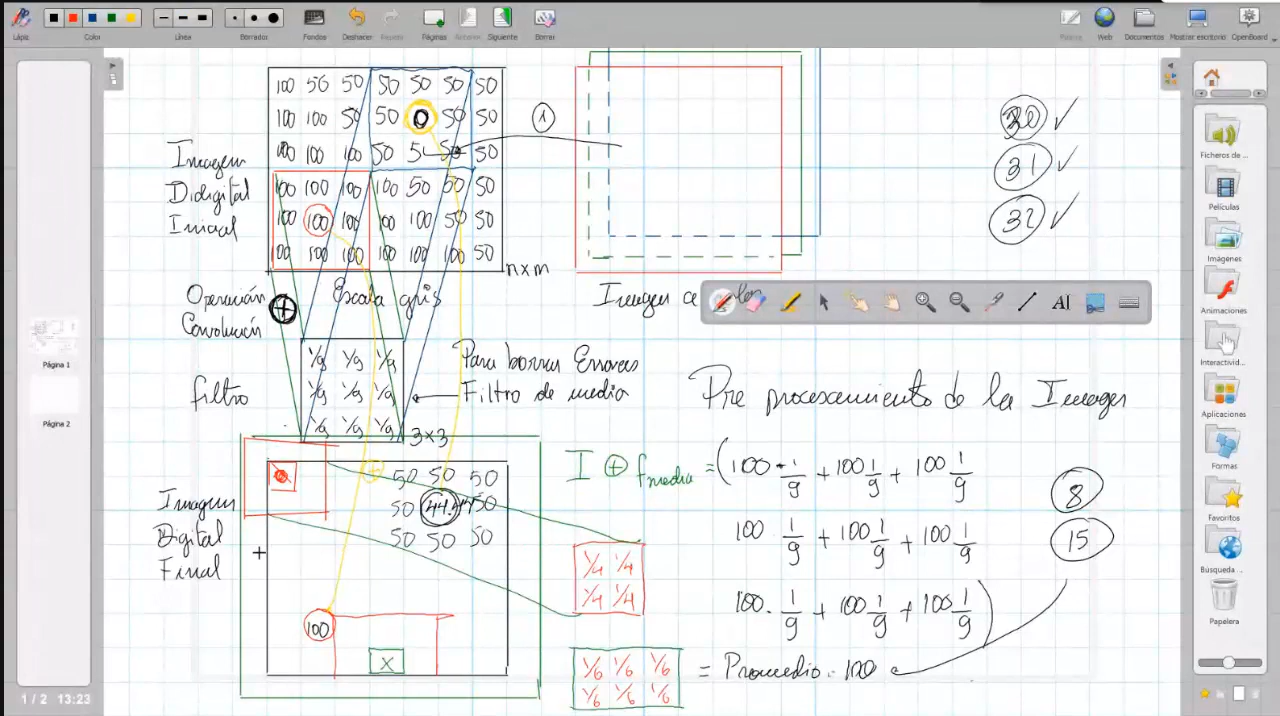 Lápis
Color
Línea
Borrador
Fondos
Deshacer
Páginas
Siguiente
Borrar
Web
Documentos
Mostrar escritorio
OpenBoard
Página 1
Página 2
1 / 2 13:23
100 50 50 50 50 50 50
100 100 50 50 0 50 50
100 100 100 50 50
100 100 100 100 50 50 50
100 100 100 100 100 50 50
100 100 100 100 100 100 50
n x m
Imagen
Didigital
Inicial
1
30 ✓
31 ✓
32 ✓
Operación
Convolución
+
Escala gris
Imagen a
filtro
1/9 1/9 1/9
1/9 1/9 1/9
1/9 1/9 1/9
3x3
Para borrar Errores
Filtro de media
Pre procesamiento de la Imagen
I ⊕ fmedia = (100 · 1/9 + 100 1/9 + 100 1/9
100 · 1/9 + 100 1/9 + 100 1/9
100 · 1/9 + 100 1/9 + 100 1/9)
= Promedio = 100
8
15
Imagen
Digital
Final
+
50 50 50
50 44.44 50
50 50 50
100
X
1/4 1/4
1/4 1/4
1/6 1/6 1/6
1/6 1/6 1/6
AI
Ficheros de ...
Películas
Imágenes
Animaciones
Interactivid...
Aplicaciones
Formas
Favoritos
Búsqueda ...
Papelera